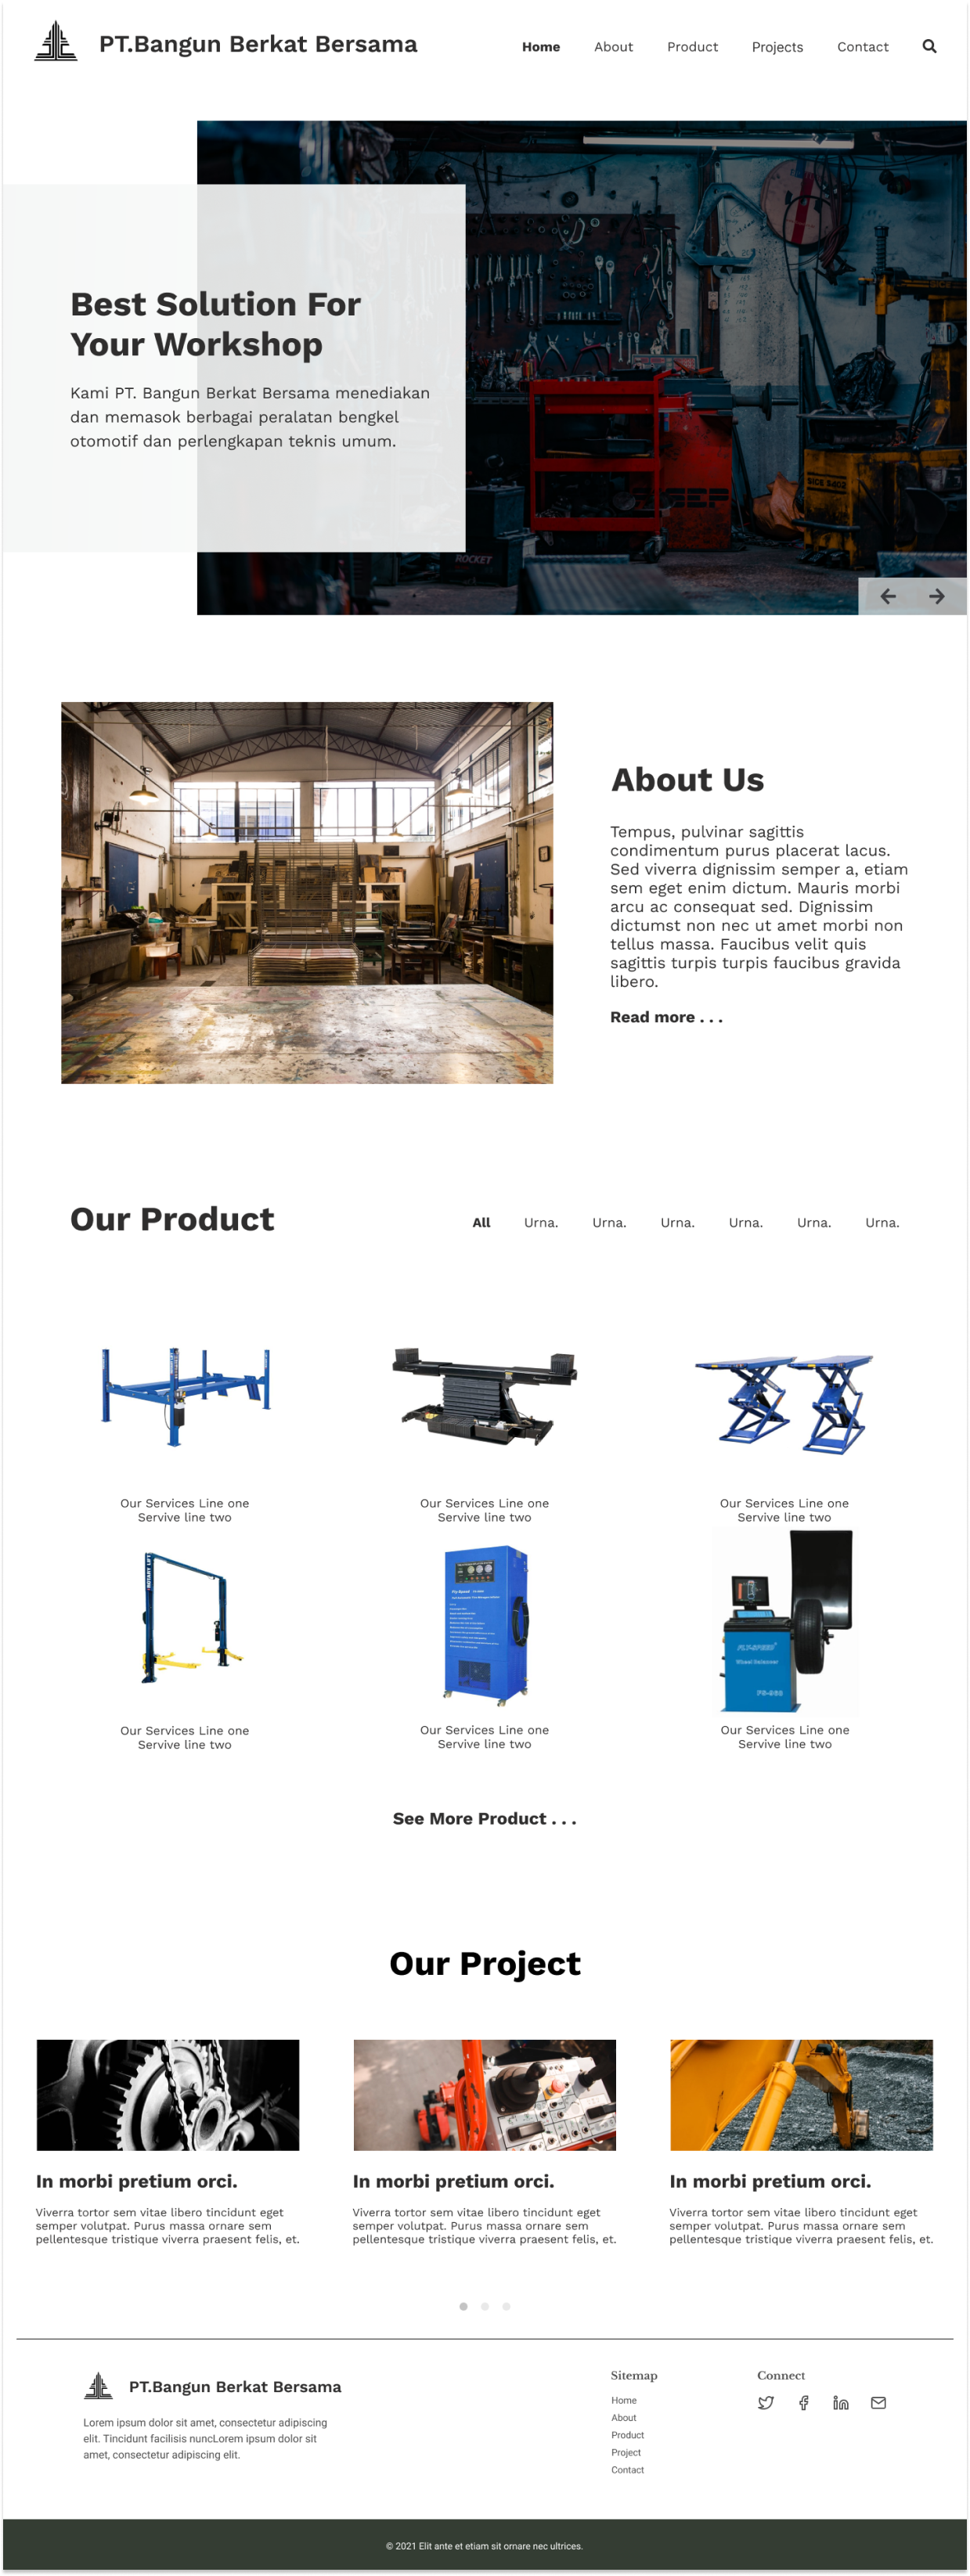 PT.Bangun Berkat Bersama
Home About Product Projects Contact
Best Solution For
Your Workshop
Kami PT. Bangun Berkat Bersama menediakan
dan memasok berbagai peralatan bengkel
otomotif dan perlengkapan teknis umum.
SICE S-402
ROCKET
About Us
Tempus, pulvinar sagittis
condimentum purus placerat lacus.
Sed viverra dignissim semper a, etiam
sem eget enim dictum. Mauris morbi
arcu ac consequat sed. Dignissim
dictumst non nec ut amet morbi non
tellus massa. Faucibus velit quis
sagittis turpis turpis faucibus gravida
libero.
Read more . . .
Our Product
All Urna. Urna. Urna. Urna. Urna. Urna.
Our Services Line one
Servive line two
Our Services Line one
Servive line two
Our Services Line one
Servive line two
ROTARY LIFT
Fly-Speed
FLY-SPEED
Wheel Balancer
Our Services Line one
Servive line two
Our Services Line one
Servive line two
Our Services Line one
Servive line two
See More Product . . .
Our Project
In morbi pretium orci.
Viverra tortor sem vitae libero tincidunt eget
semper volutpat. Purus massa ornare sem
pellentesque tristique viverra praesent felis, et.
In morbi pretium orci.
Viverra tortor sem vitae libero tincidunt eget
semper volutpat. Purus massa ornare sem
pellentesque tristique viverra praesent felis, et.
In morbi pretium orci.
Viverra tortor sem vitae libero tincidunt eget
semper volutpat. Purus massa ornare sem
pellentesque tristique viverra praesent felis, et.
PT.Bangun Berkat Bersama
Lorem ipsum dolor sit amet, consectetur adipiscing
elit. Tincidunt facilisis nuncLorem ipsum dolor sit
amet, consectetur adipiscing elit.
Sitemap
Home
About
Product
Project
Contact
Connect
© 2021 Elit ante et etiam sit ornare nec ultrices.